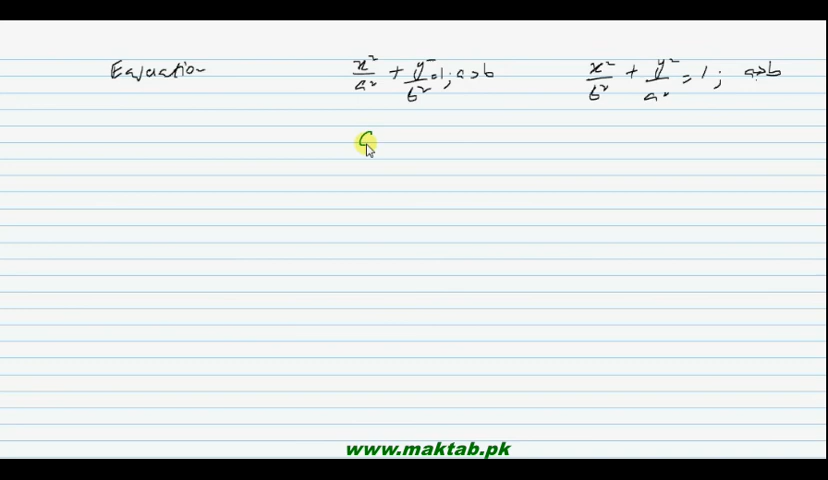 Equation x²/a² + y²/b² = 1; a>b x²/b² + y²/a² = 1; a>b
www.maktab.pk